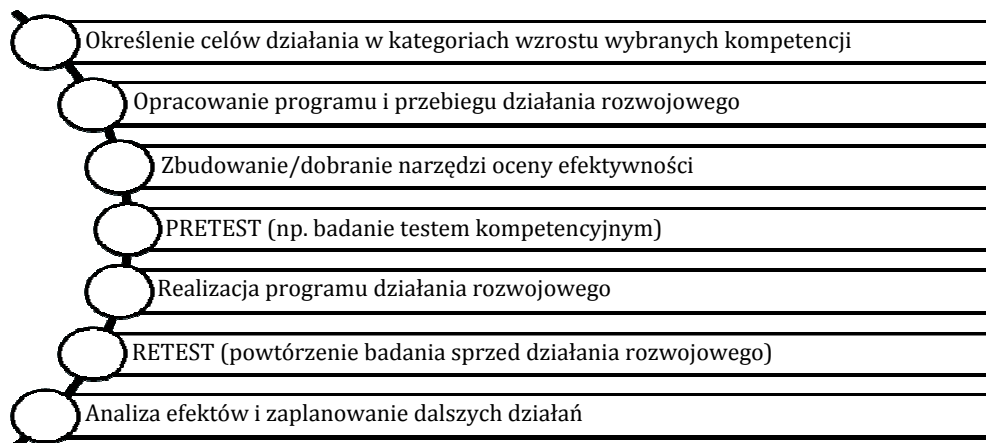 Określenie celów działania w kategoriach wzrostu wybranych kompetencji
Opracowanie programu i przebiegu działania rozwojowego
Zbudowanie/dobranie narzędzi oceny efektywności
PRETEST (np. badanie testem kompetencyjnym)
Realizacja programu działania rozwojowego
RETEST (powtórzenie badania sprzed działania rozwojowego)
Analiza efektów i zaplanowanie dalszych działań